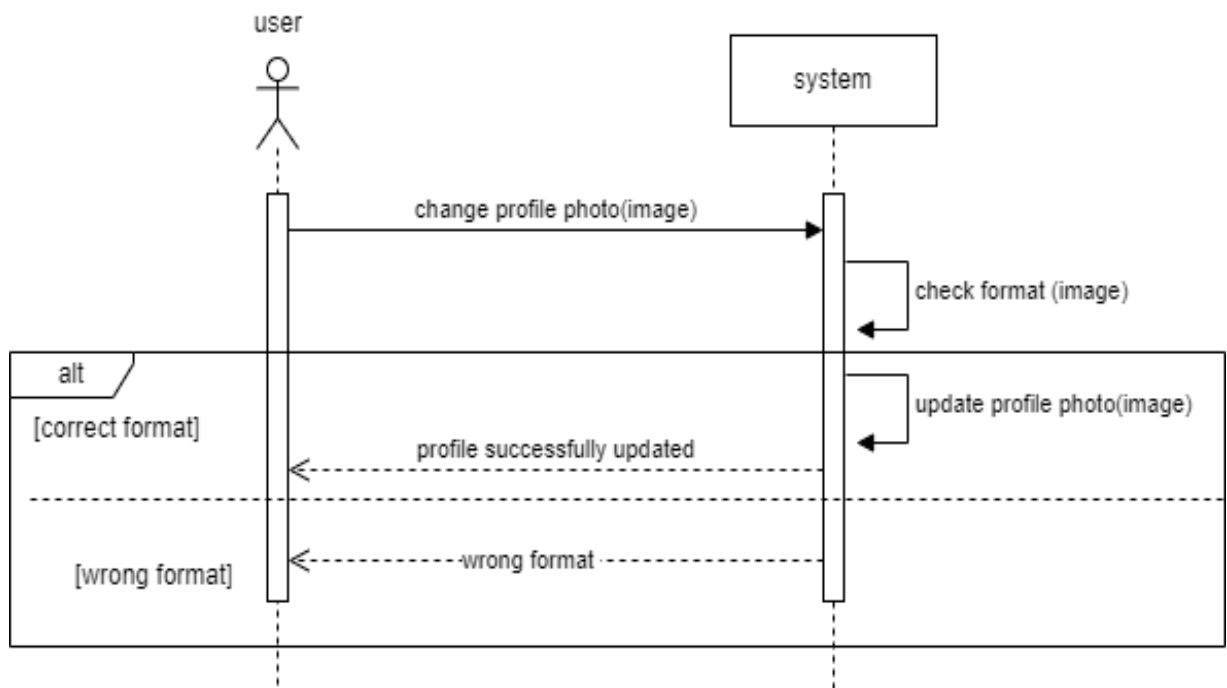 user
system
change profile photo(image)
check format (image)
alt
update profile photo(image)
[correct format]
profile successfully updated
wrong format
[wrong format]